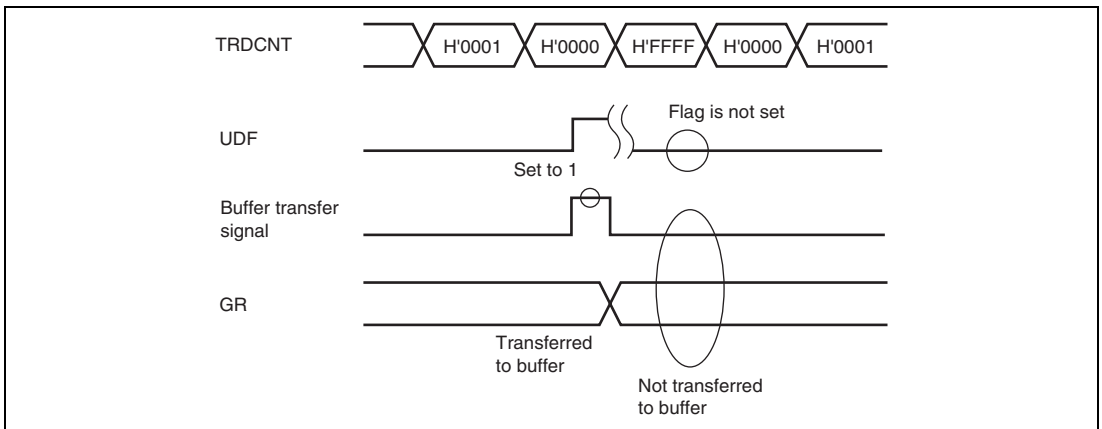 TRDCNT
H'0001
H'0000
H'FFFF
H'0000
H'0001
Flag is not set
UDF
Set to 1
Buffer transfer
signal
GR
Transferred
to buffer
Not transferred
to buffer